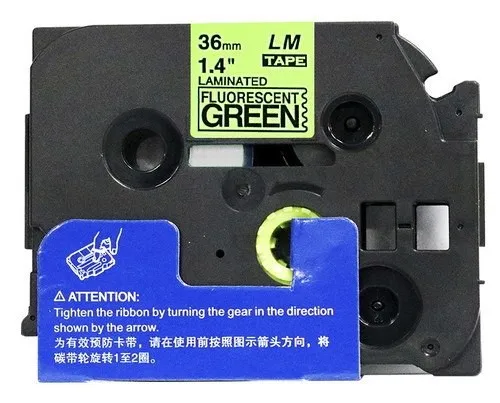 36mm LM
1.4" TAPE
LAMINATED
FLUORESCENT
GREEN
⚠ ATTENTION:
Tighten the ribbon by turning the gear in the direction
shown by the arrow.
为有效预防卡带，请在使用前按照图示箭头方向，将
碳带轮旋转1至2圈。